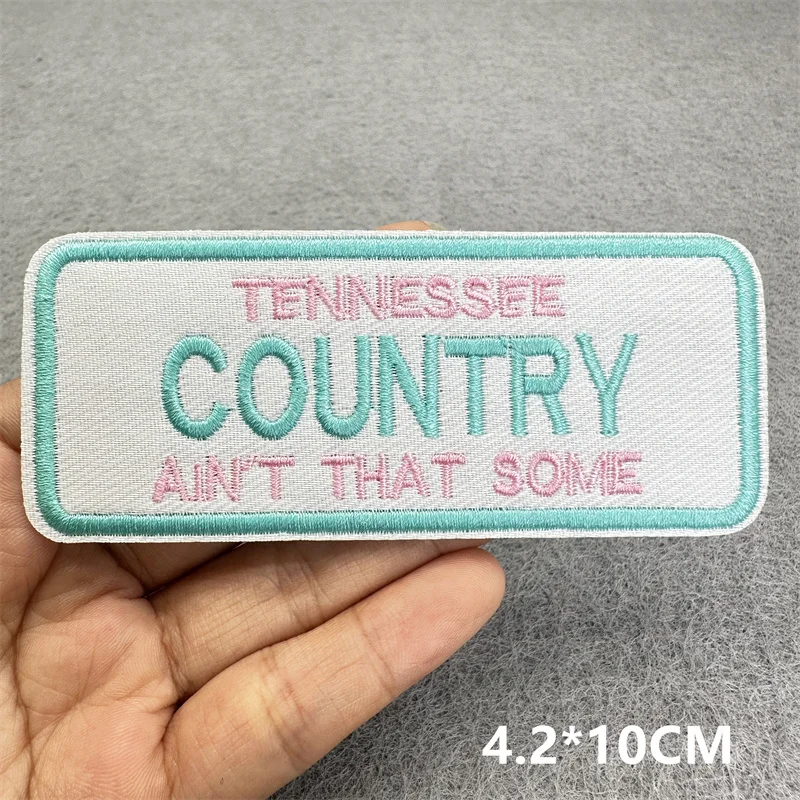 TENNESSEE
COUNTRY
AIN'T THAT SOME
4.2*10CM